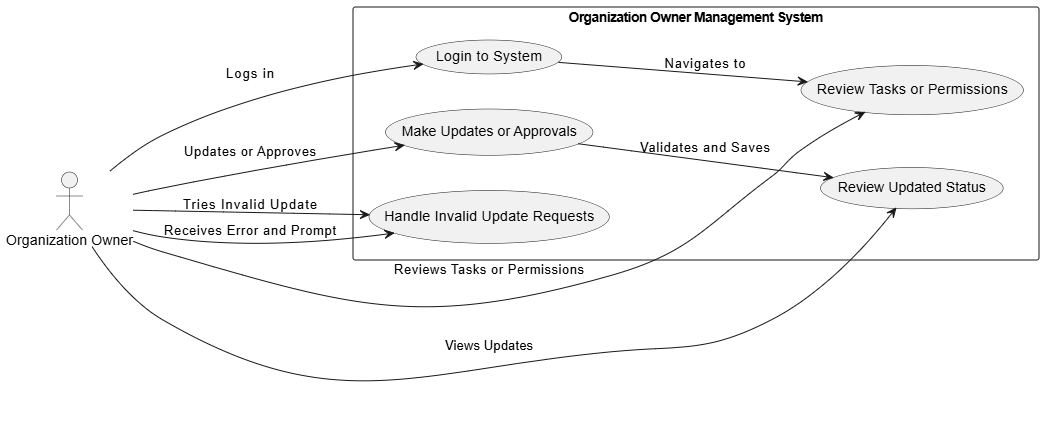 Organization Owner Management System
Login to System
Logs in
Navigates to
Review Tasks or Permissions
Make Updates or Approvals
Updates or Approves
Validates and Saves
Review Updated Status
Tries Invalid Update
Handle Invalid Update Requests
Receives Error and Prompt
Organization Owner
Reviews Tasks or Permissions
Views Updates